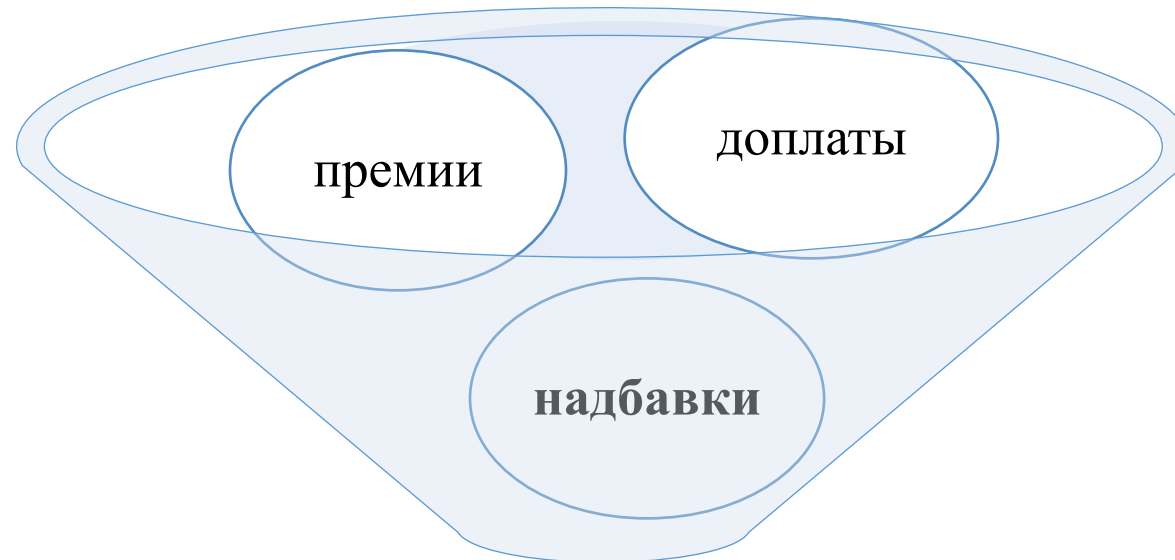 доплаты
премии
надбавки